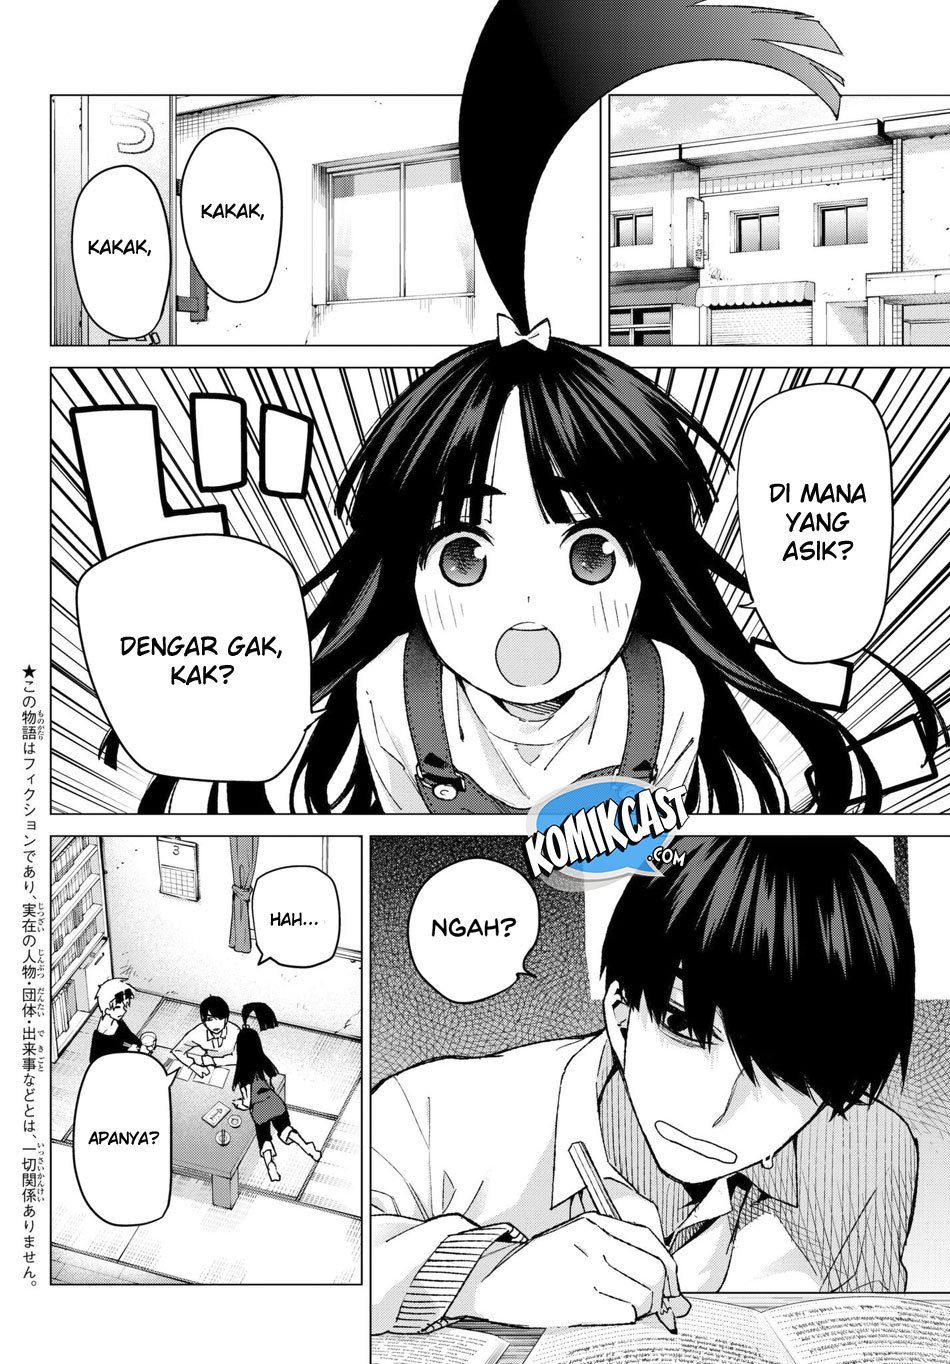 KAKAK,
KAKAK,
DI MANA
YANG
ASIK?
DENGAR GAK,
KAK?
KOMIKCAST
.COM
NGAH?
HAH...
3
APANYA?
う
★この物語はフィクションであり、実在の人物・団体・出来事などとは、一切関係ありません。